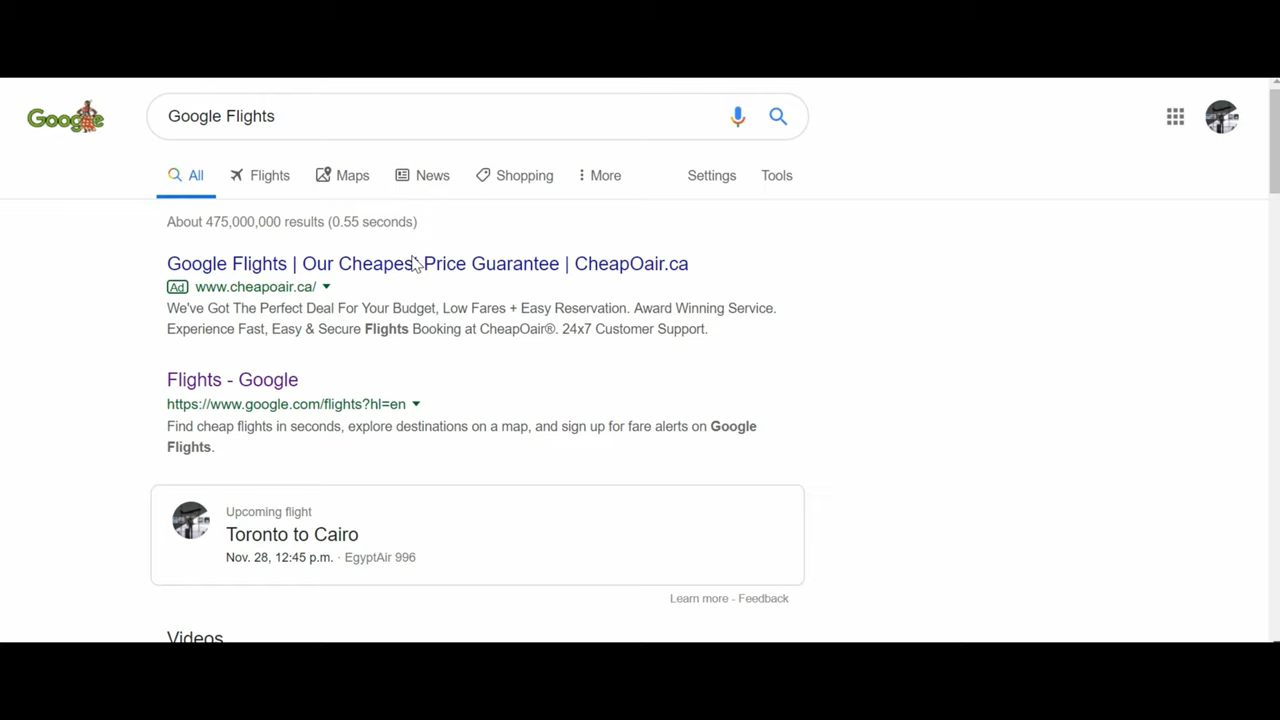 Google
Google Flights
All Flights Maps News Shopping More Settings Tools
About 475,000,000 results (0.55 seconds)
Google Flights | Our Cheapest Price Guarantee | CheapOair.ca
Ad www.cheapoair.ca/
We've Got The Perfect Deal For Your Budget, Low Fares + Easy Reservation. Award Winning Service.
Experience Fast, Easy & Secure Flights Booking at CheapOair®. 24x7 Customer Support.
Flights - Google
https://www.google.com/flights?hl=en
Find cheap flights in seconds, explore destinations on a map, and sign up for fare alerts on Google
Flights.
Upcoming flight
Toronto to Cairo
Nov. 28, 12:45 p.m. · EgyptAir 996
Learn more - Feedback
Videos